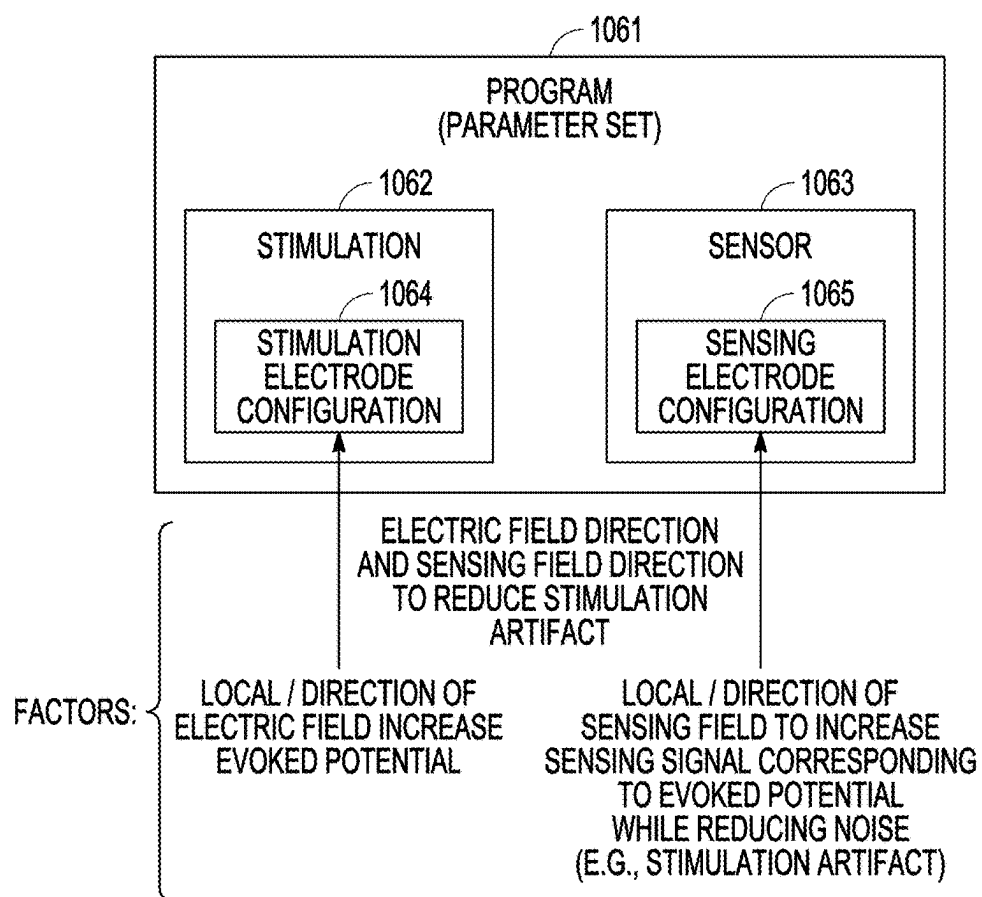 1061
PROGRAM
(PARAMETER SET)
1062
STIMULATION
1064
STIMULATION
ELECTRODE
CONFIGURATION
1063
SENSOR
1065
SENSING
ELECTRODE
CONFIGURATION
ELECTRIC FIELD DIRECTION
AND SENSING FIELD DIRECTION
TO REDUCE STIMULATION
ARTIFACT
FACTORS:
LOCAL / DIRECTION OF
ELECTRIC FIELD INCREASE
EVOKED POTENTIAL
LOCAL / DIRECTION OF
SENSING FIELD TO INCREASE
SENSING SIGNAL CORRESPONDING
TO EVOKED POTENTIAL
WHILE REDUCING NOISE
(E.G., STIMULATION ARTIFACT)